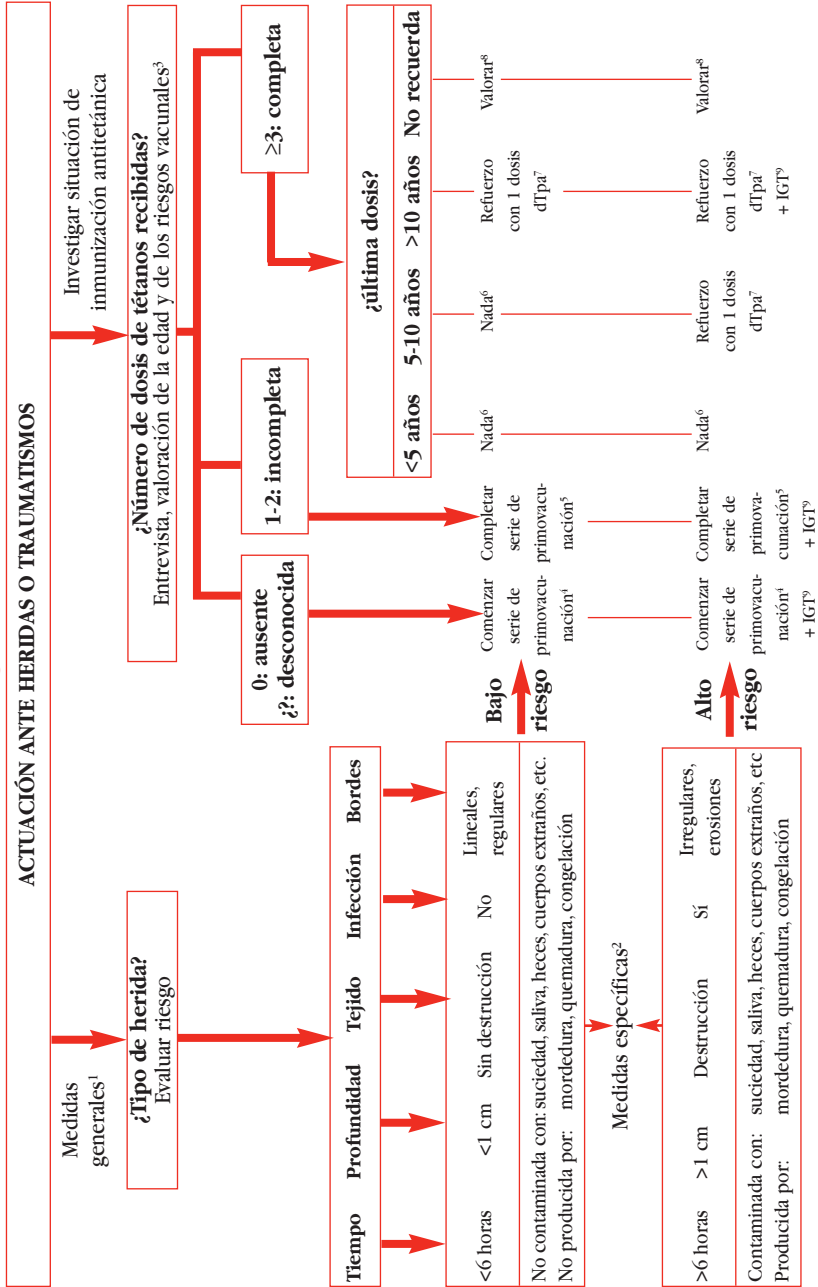 ACTUACIÓN ANTE HERIDAS O TRAUMATISMOS
Medidas
generales¹
¿Tipo de herida?
Evaluar riesgo
Tiempo Profundidad Tejido Infección Bordes
<6 horas <1 cm Sin destrucción No Lineales,
regulares
No contaminada con: suciedad, saliva, heces, cuerpos extraños, etc.
No producida por: mordedura, quemadura, congelación
Medidas específicas²
>6 horas >1 cm Destrucción Sí Irregulares,
erosiones
Contaminada con: suciedad, saliva, heces, cuerpos extraños, etc
Producida por: mordedura, quemadura, congelación
Investigar situación de
inmunización antitetánica
¿Número de dosis de tétanos recibidas?
Entrevista, valoración de la edad y de los riesgos vacunales³
0: ausente
¿?: desconocida
1-2: incompleta
≥3: completa
¿última dosis?
<5 años 5-10 años >10 años No recuerda
Bajo
riesgo
Comenzar
serie de
primovacu-
nación⁴
Completar
serie de
primovacu-
nación⁵
Nada⁶
Nada⁶
Refuerzo
con 1 dosis
dTpa⁷
Valorar⁸
Alto
riesgo
Comenzar
serie de
primovacu-
nación⁴
+ IGT⁹
Completar
serie de
primova-
cunación⁵
+ IGT⁹
Nada⁶
Refuerzo
con 1 dosis
dTpa⁷
Refuerzo
con 1 dosis
dTpa⁷
+ IGT⁹
Valorar⁸